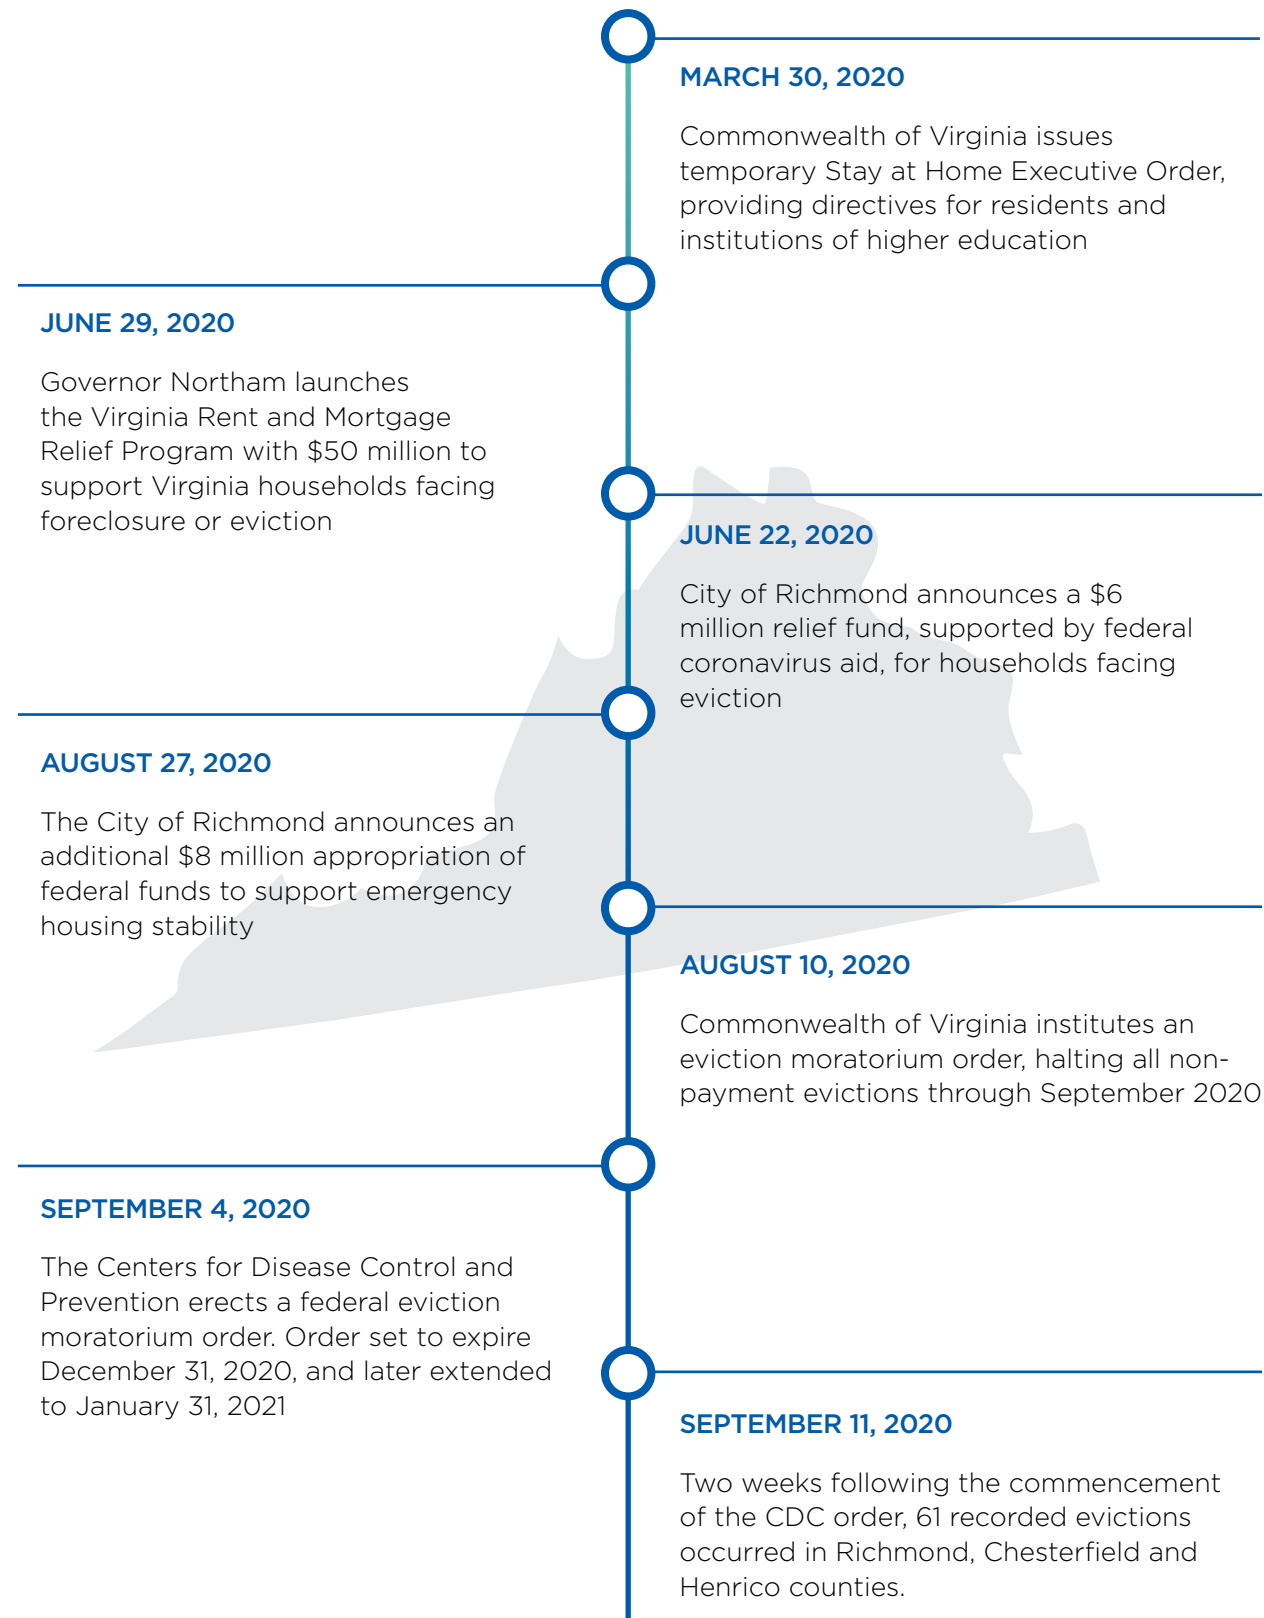 MARCH 30, 2020
Commonwealth of Virginia issues
temporary Stay at Home Executive Order,
providing directives for residents and
institutions of higher education
JUNE 29, 2020
Governor Northam launches
the Virginia Rent and Mortgage
Relief Program with $50 million to
support Virginia households facing
foreclosure or eviction
JUNE 22, 2020
City of Richmond announces a $6
million relief fund, supported by federal
coronavirus aid, for households facing
eviction
AUGUST 27, 2020
The City of Richmond announces an
additional $8 million appropriation of
federal funds to support emergency
housing stability
AUGUST 10, 2020
Commonwealth of Virginia institutes an
eviction moratorium order, halting all non-
payment evictions through September 2020
SEPTEMBER 4, 2020
The Centers for Disease Control and
Prevention erects a federal eviction
moratorium order. Order set to expire
December 31, 2020, and later extended
to January 31, 2021
SEPTEMBER 11, 2020
Two weeks following the commencement
of the CDC order, 61 recorded evictions
occurred in Richmond, Chesterfield and
Henrico counties.